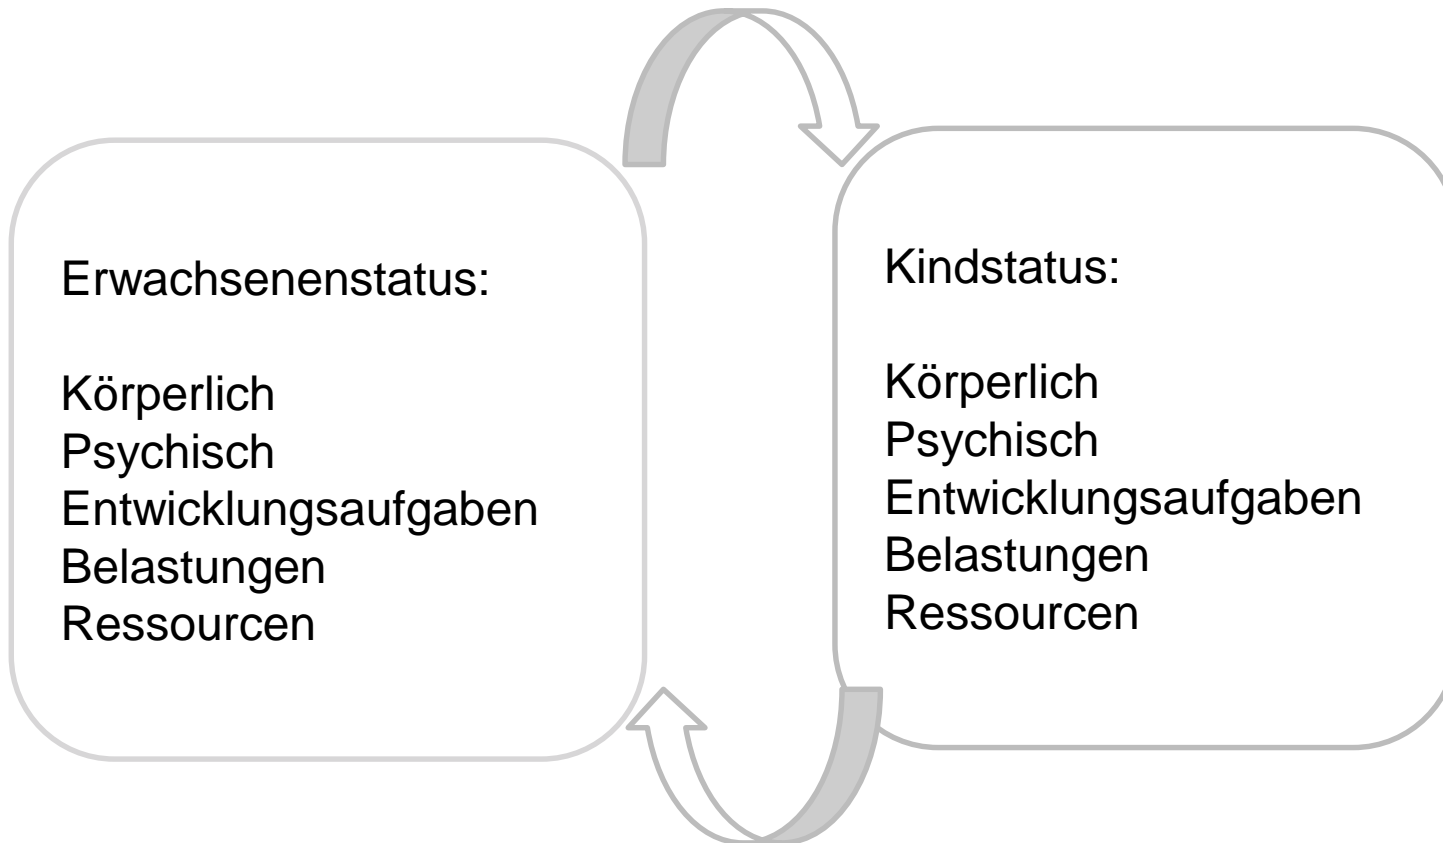 Erwachsenenstatus:
Körperlich
Psychisch
Entwicklungsaufgaben
Belastungen
Ressourcen
Kindstatus:
Körperlich
Psychisch
Entwicklungsaufgaben
Belastungen
Ressourcen